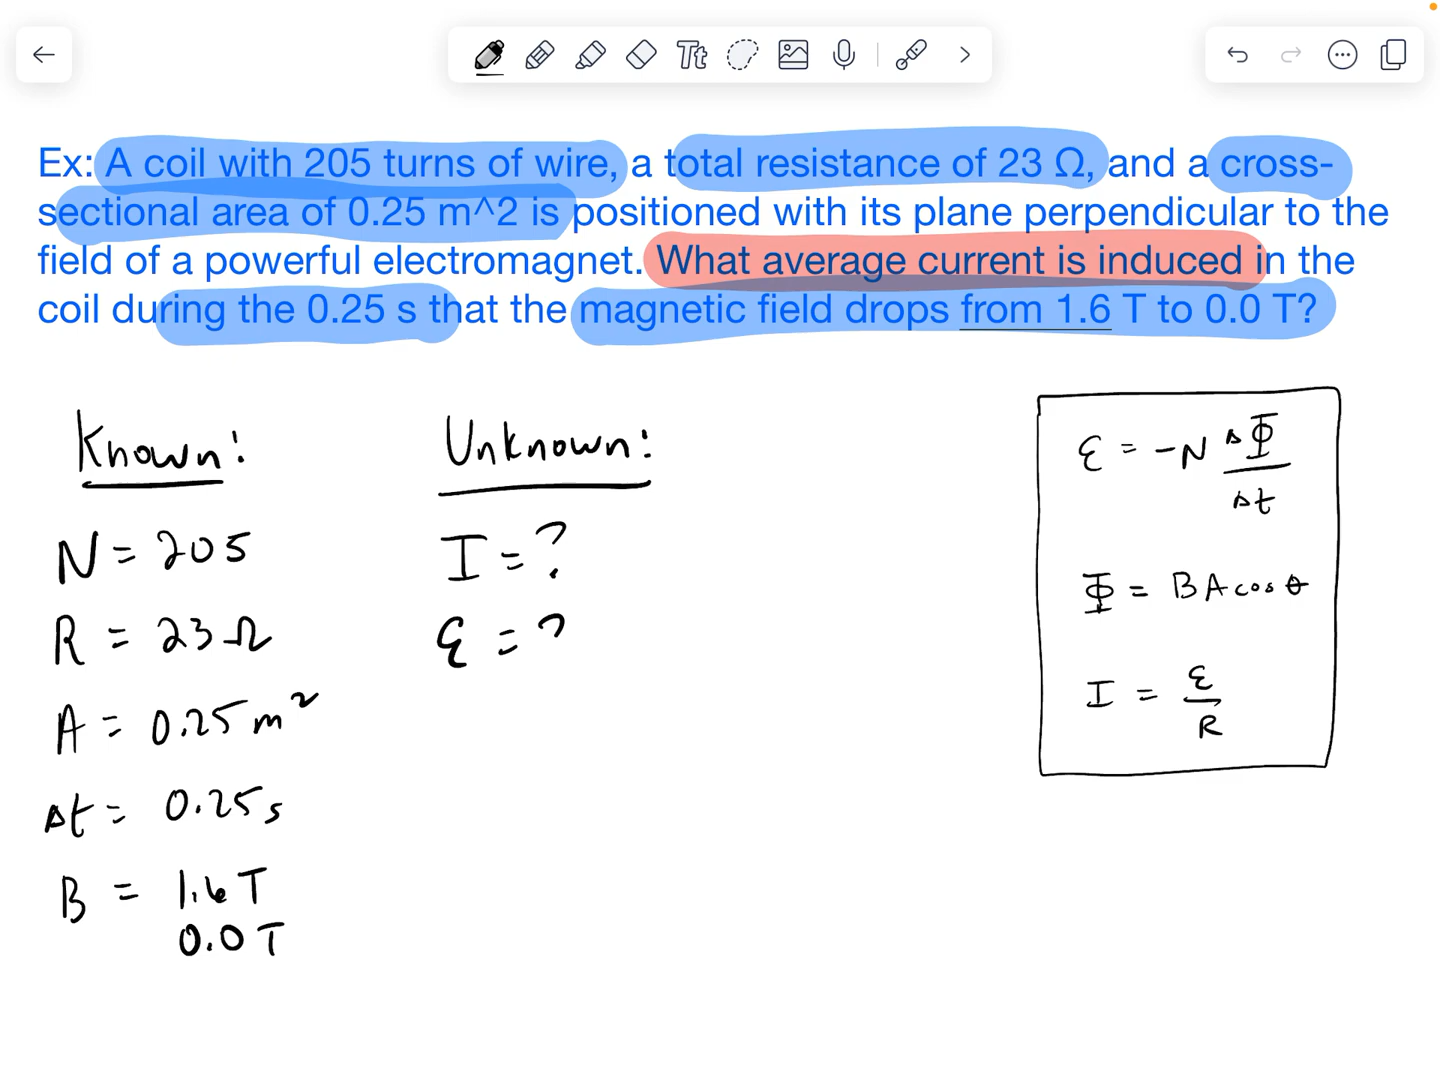 Tt
Ex: A coil with 205 turns of wire, a total resistance of 23 Ω, and a cross-
sectional area of 0.25 m^2 is positioned with its plane perpendicular to the
field of a powerful electromagnet. What average current is induced in the
coil during the 0.25 s that the magnetic field drops from 1.6 T to 0.0 T?
Known:
N = 205
R = 23 Ω
A = 0.25 m²
Δt = 0.25 s
B = 1.6 T
0.0 T
Unknown:
I = ?
ε = ?
ε = -N ΔΦ
Δt
Φ = BA cos θ
I = ε
R